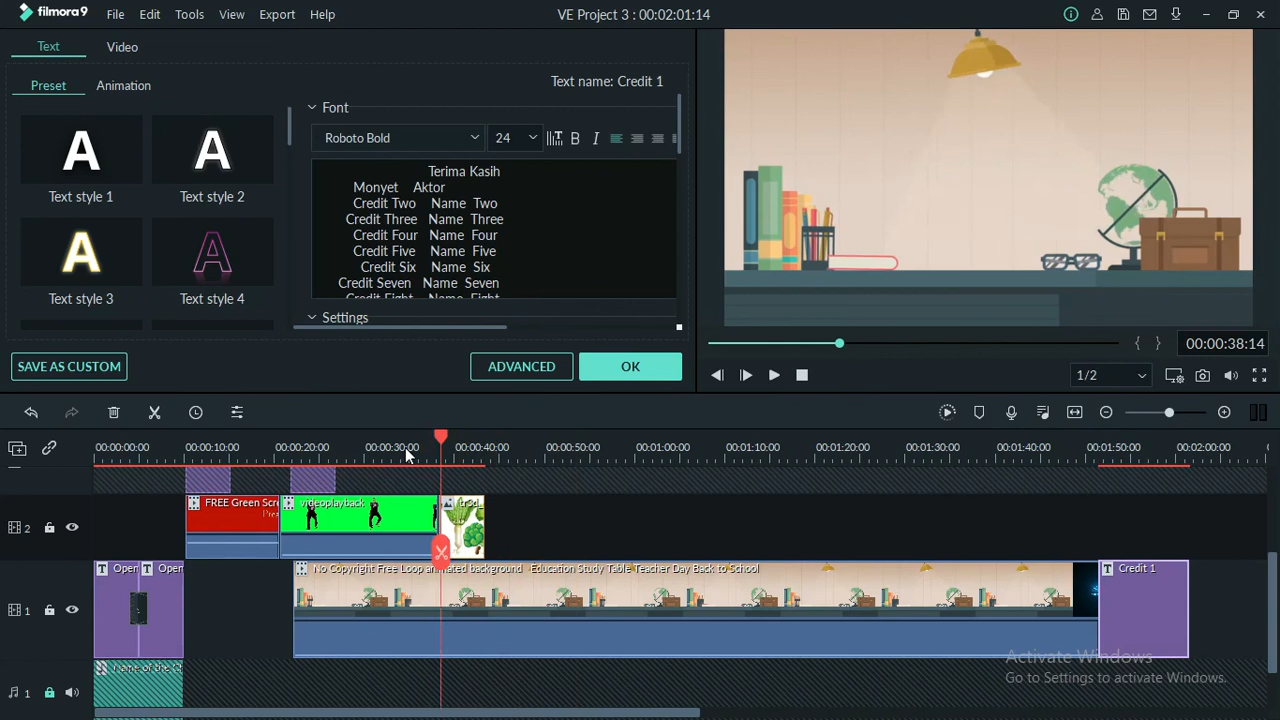 filmora9 File Edit Tools View Export Help VE Project 3 : 00:02:01:14
Text Video
Preset Animation Text name: Credit 1
Font
Roboto Bold 24 B I
A A
Text style 1 Text style 2
A A
Text style 3 Text style 4
Terima Kasih
Monyet Aktor
Credit Two Name Two
Credit Three Name Three
Credit Four Name Four
Credit Five Name Five
Credit Six Name Six
Credit Seven Name Seven
Credit Eight Name Eight
Settings
SAVE AS CUSTOM ADVANCED OK
{ } 00:00:38:14
1/2
00:00:00:00 00:00:10:00 00:00:20:00 00:00:30:00 00:00:40:00 00:00:50:00 00:01:00:00 00:01:10:00 00:01:20:00 00:01:30:00 00:01:40:00 00:01:50:00 00:02:00:00
2 FREE Green Scre videoplayback
No Copyright Free Loop animated background Education Study Table Teacher Day Back to School
T Open T Open T Credit 1
1
Activate Windows
Go to Settings to activate Windows.
Name of the Ch
1